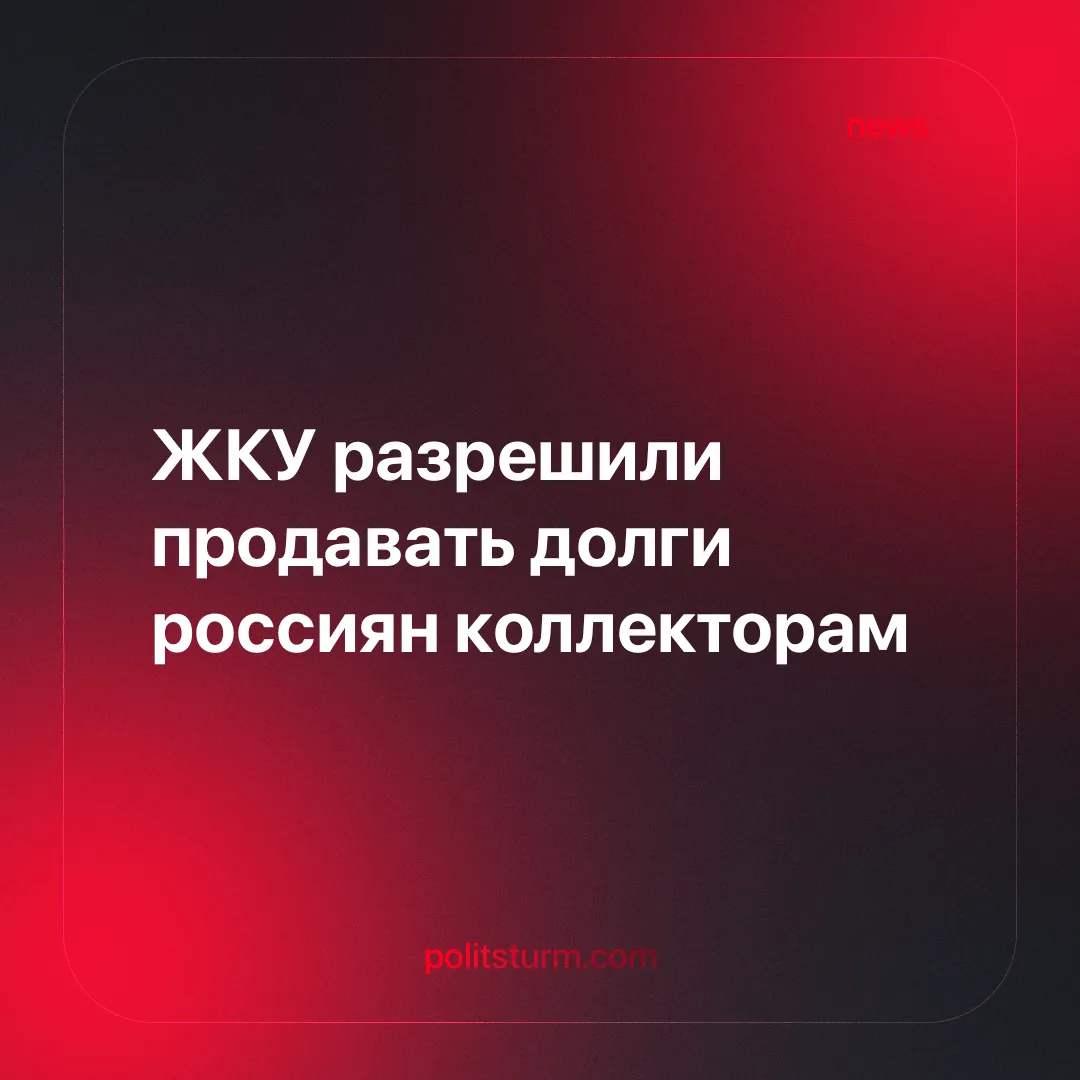 news
ЖКУ разрешили
продавать долги
россиян коллекторам
politsturm.com